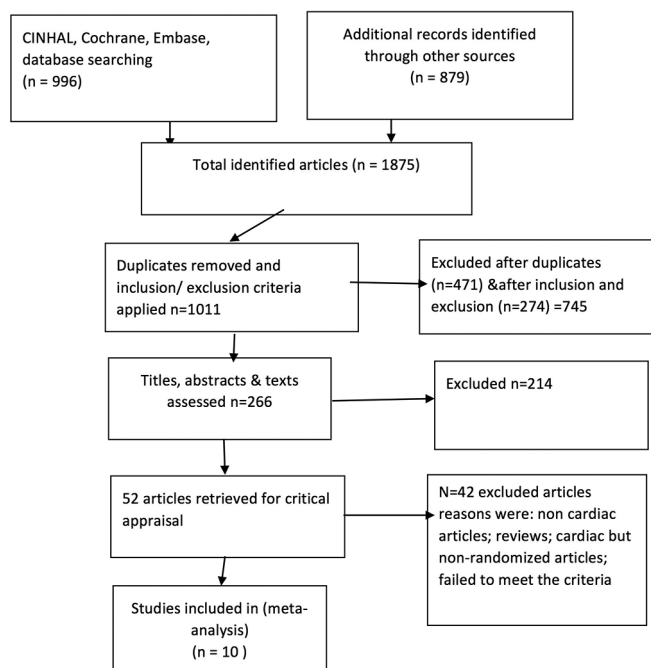 CINHAL, Cochrane, Embase,
database searching
(n = 996)
Additional records identified
through other sources
(n = 879)
Total identified articles (n = 1875)
Duplicates removed and
inclusion/ exclusion criteria
applied n=1011
Excluded after duplicates
(n=471) &after inclusion and
exclusion (n=274) =745
Titles, abstracts & texts
assessed n=266
Excluded n=214
52 articles retrieved for critical
appraisal
N=42 excluded articles
reasons were: non cardiac
articles; reviews; cardiac but
non-randomized articles;
failed to meet the criteria
Studies included in (meta-
analysis)
(n = 10 )